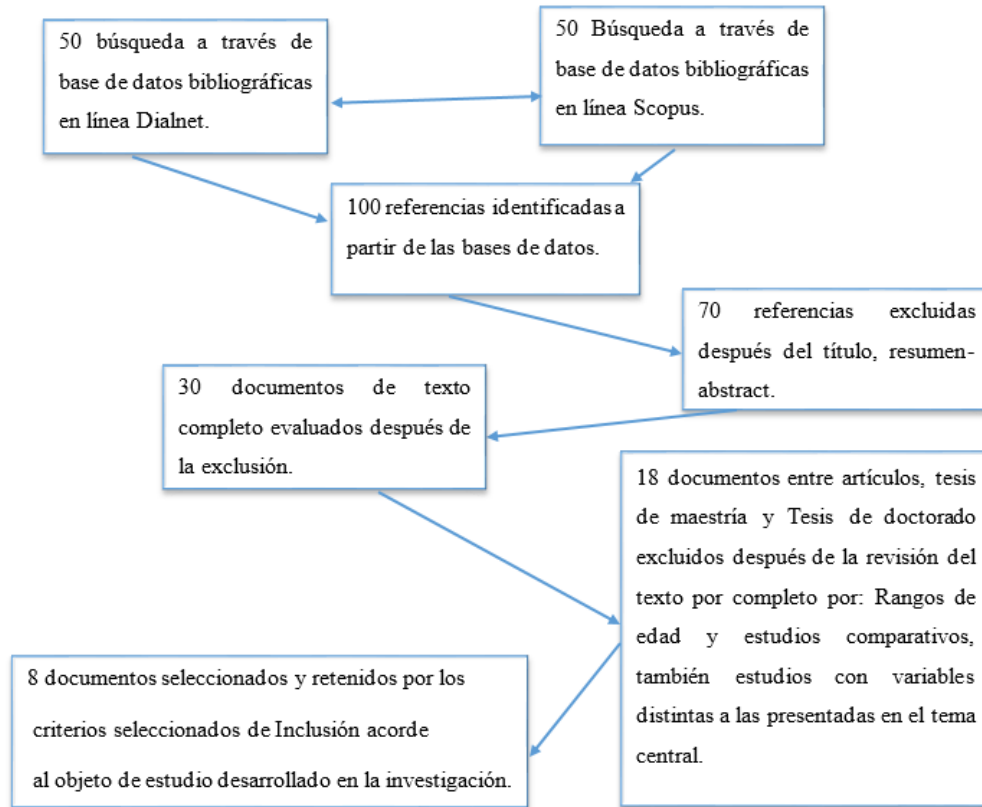 50 búsqueda a través de
base de datos bibliográficas
en línea Dialnet.
50 Búsqueda a través de
base de datos bibliográficas
en línea Scopus.
100 referencias identificadas a
partir de las bases de datos.
70 referencias excluidas
después del título, resumen-
abstract.
30 documentos de texto
completo evaluados después de
la exclusión.
18 documentos entre artículos, tesis
de maestría y Tesis de doctorado
excluidos después de la revisión del
texto por completo por: Rangos de
edad y estudios comparativos,
también estudios con variables
distintas a las presentadas en el tema
central.
8 documentos seleccionados y retenidos por los
criterios seleccionados de Inclusión acorde
al objeto de estudio desarrollado en la investigación.